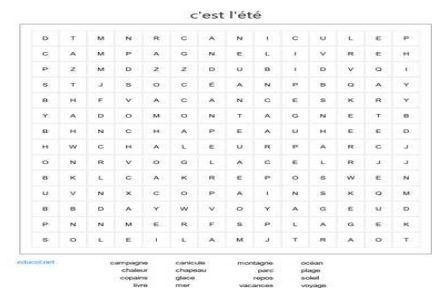 c'est l'été
D T M N R C A N I C U L E P
C A M P A G N E L I V R E H
P Z M D Z Z D U B I D V Q I
S T J S O C É A N P B Q A Y
B H F V A C A N C E S K R Y
Y A D O M O N T A G N E T B
B H N C H A P E A U H E E D
H W C H A L E U R P A R C J
O N R V O G L A C E L R J J
B K L C A K R E P O S W E N
U V N X C O P A I N S K Q M
B B D A Y W V O Y A G E U D
P N N M E R F S P L A G E K
S O L E I L A M J T R A O T
educol.net
campagne canicule montagne océan
chaleur chapeau parc plage
copains glace repos soleil
livre mer vacances voyage